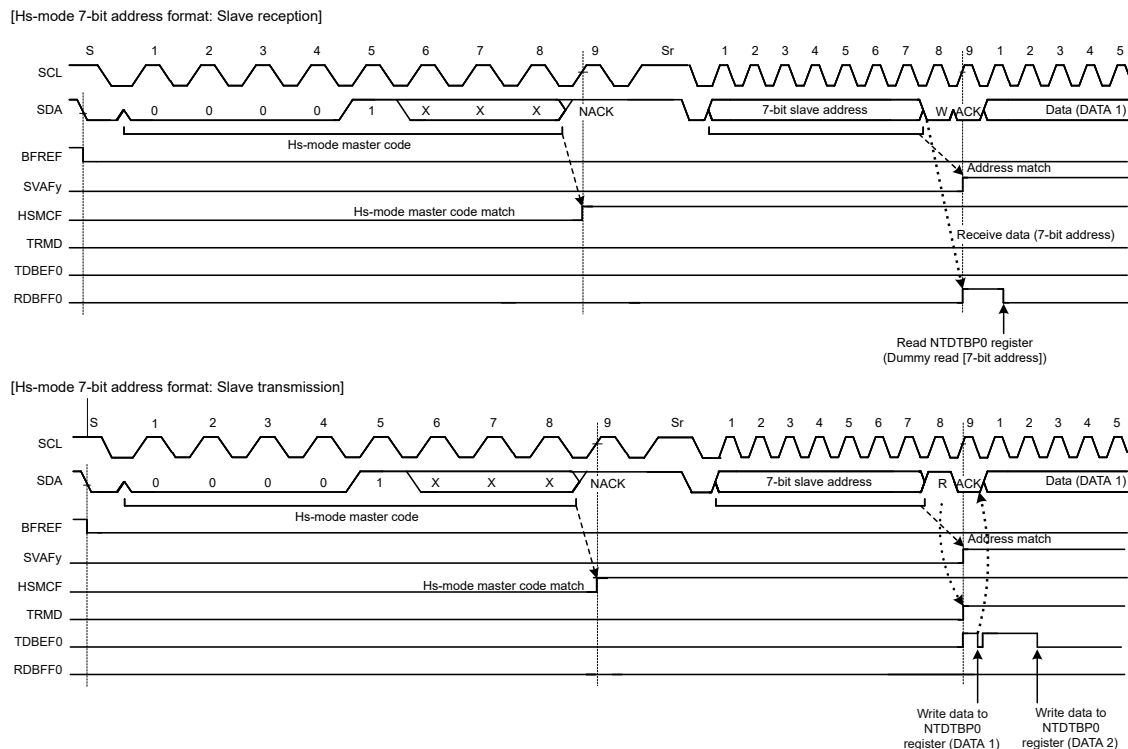 [Hs-mode 7-bit address format: Slave reception]
S 1 2 3 4 5 6 7 8 9 Sr 1 2 3 4 5 6 7 8 9 1 2 3 4 5
SCL
SDA 0 0 0 0 1 X X X NACK 7-bit slave address W ACK Data (DATA 1)
Hs-mode master code
BFREF
Address match
SVAFy
HSMCF Hs-mode master code match
TRMD Receive data (7-bit address)
TDBEF0
RDBFF0
Read NTDTBP0 register
(Dummy read [7-bit address])
[Hs-mode 7-bit address format: Slave transmission]
S 1 2 3 4 5 6 7 8 9 Sr 1 2 3 4 5 6 7 8 9 1 2 3 4 5
SCL
SDA 0 0 0 0 1 X X X NACK 7-bit slave address R ACK Data (DATA 1)
Hs-mode master code
BFREF
Address match
SVAFy
HSMCF Hs-mode master code match
TRMD
TDBEF0
RDBFF0
Write data to
NTDTBP0
register (DATA 1)
Write data to
NTDTBP0
register (DATA 2)